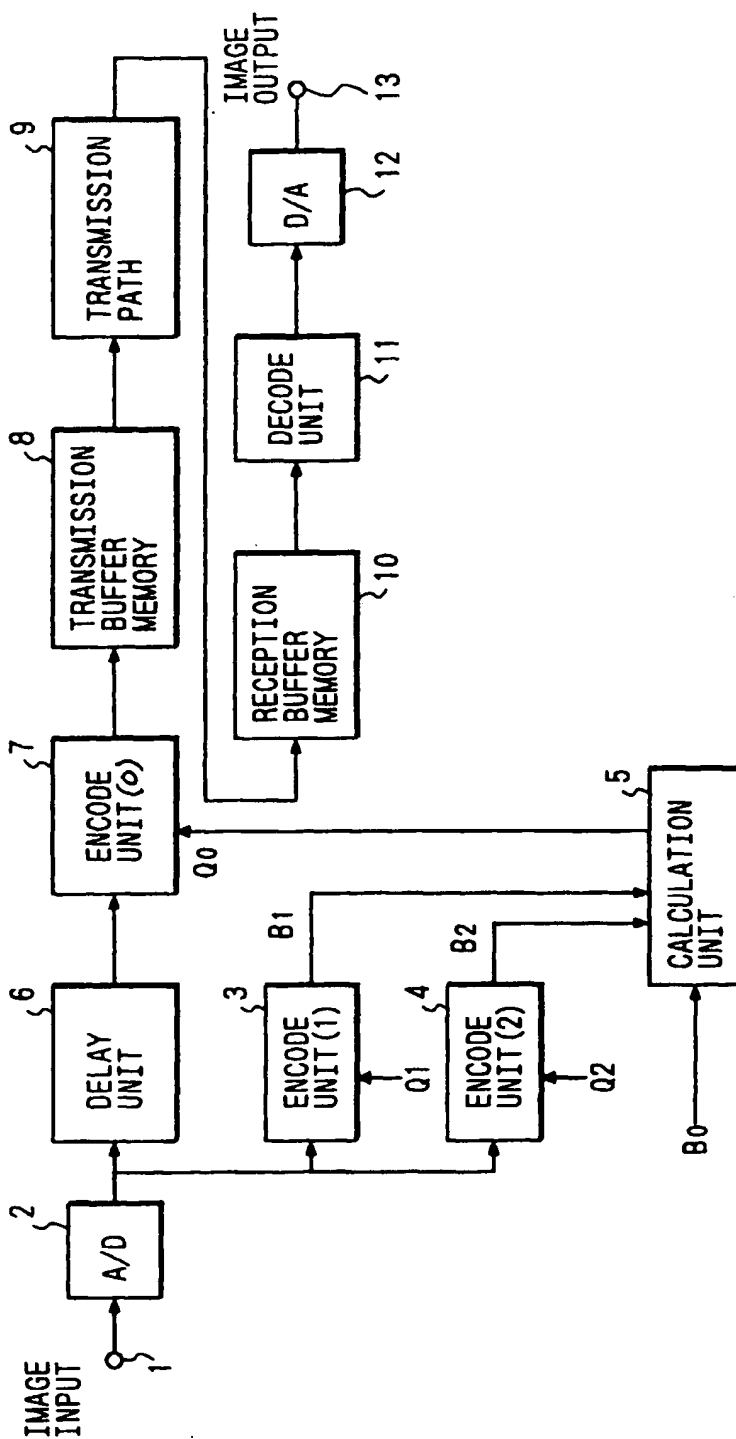 IMAGE
INPUT
1
2
A/D
6
DELAY
UNIT
3
ENCODE
UNIT(1)
Q1
4
ENCODE
UNIT(2)
Q2
B1
B2
B0
5
CALCULATION
UNIT
Q0
7
ENCODE
UNIT(0)
8
TRANSMISSION
BUFFER
MEMORY
9
TRANSMISSION
PATH
10
RECEPTION
BUFFER
MEMORY
11
DECODE
UNIT
12
D/A
13
IMAGE
OUTPUT